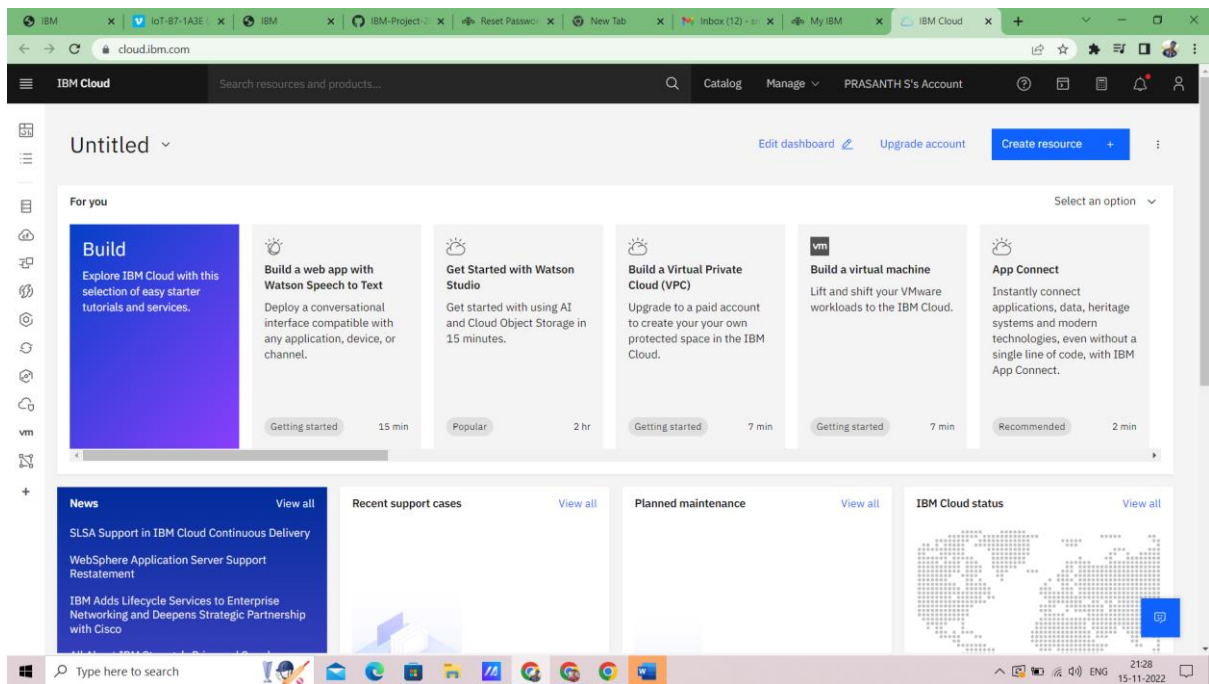 IBM
IoT-B7-1A3E (
IBM
IBM-Project-2
Reset Passwor
New Tab
Inbox (12) - s
My IBM
IBM Cloud
cloud.ibm.com
IBM Cloud
Search resources and products...
Catalog
Manage
PRASANTH S's Account
Untitled
Edit dashboard
Upgrade account
Create resource +
For you
Select an option
Build
Explore IBM Cloud with this
selection of easy starter
tutorials and services.
Build a web app with
Watson Speech to Text
Deploy a conversational
interface compatible with
any application, device, or
channel.
Getting started 15 min
Get Started with Watson
Studio
Get started with using AI
and Cloud Object Storage in
15 minutes.
Popular 2 hr
Build a Virtual Private
Cloud (VPC)
Upgrade to a paid account
to create your your own
protected space in the IBM
Cloud.
Getting started 7 min
vm
Build a virtual machine
Lift and shift your VMware
workloads to the IBM Cloud.
Getting started 7 min
App Connect
Instantly connect
applications, data, heritage
systems and modern
technologies, even without a
single line of code, with IBM
App Connect.
Recommended 2 min
vm
News View all
SLSA Support in IBM Cloud Continuous Delivery
WebSphere Application Server Support
Restatement
IBM Adds Lifecycle Services to Enterprise
Networking and Deepens Strategic Partnership
with Cisco
Recent support cases View all
Planned maintenance View all
IBM Cloud status View all
Type here to search
ENG
21:28
15-11-2022